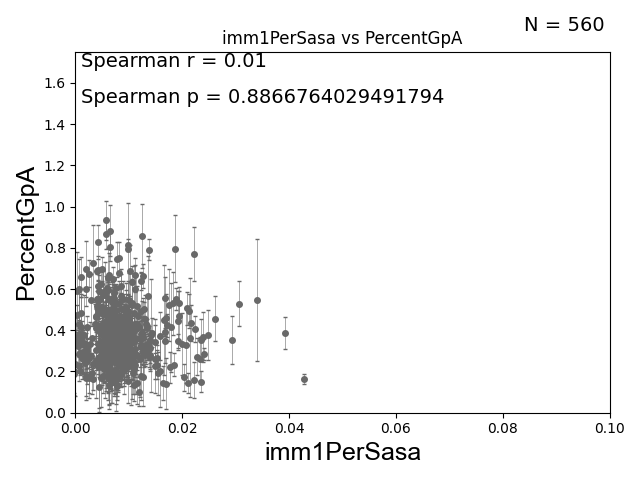 N = 560
imm1PerSasa vs PercentGpA
Spearman r = 0.01
Spearman p = 0.8866764029491794
PercentGpA
1.6
1.4
1.2
1.0
0.8
0.6
0.4
0.2
0.0
0.00 0.02 0.04 0.06 0.08 0.10
imm1PerSasa